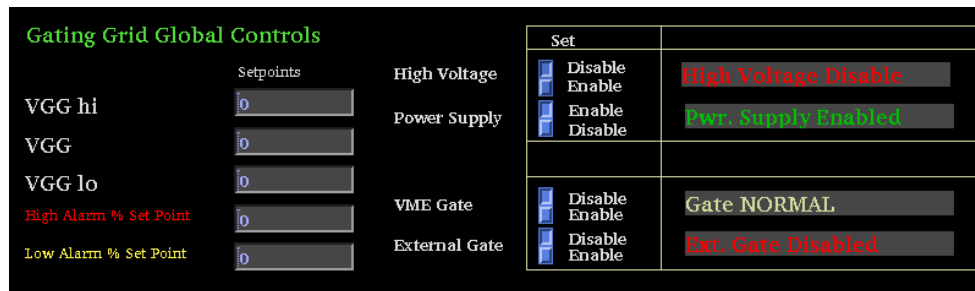 Gating Grid Global Controls
Set
Setpoints
High Voltage
Disable
Enable
High Voltage Disable
VGG hi
0
Power Supply
Enable
Disable
Pwr. Supply Enabled
VGG
0
VGG lo
0
High Alarm % Set Point
0
VME Gate
Disable
Enable
Gate NORMAL
Low Alarm % Set Point
0
External Gate
Disable
Enable
Ext. Gate Disabled